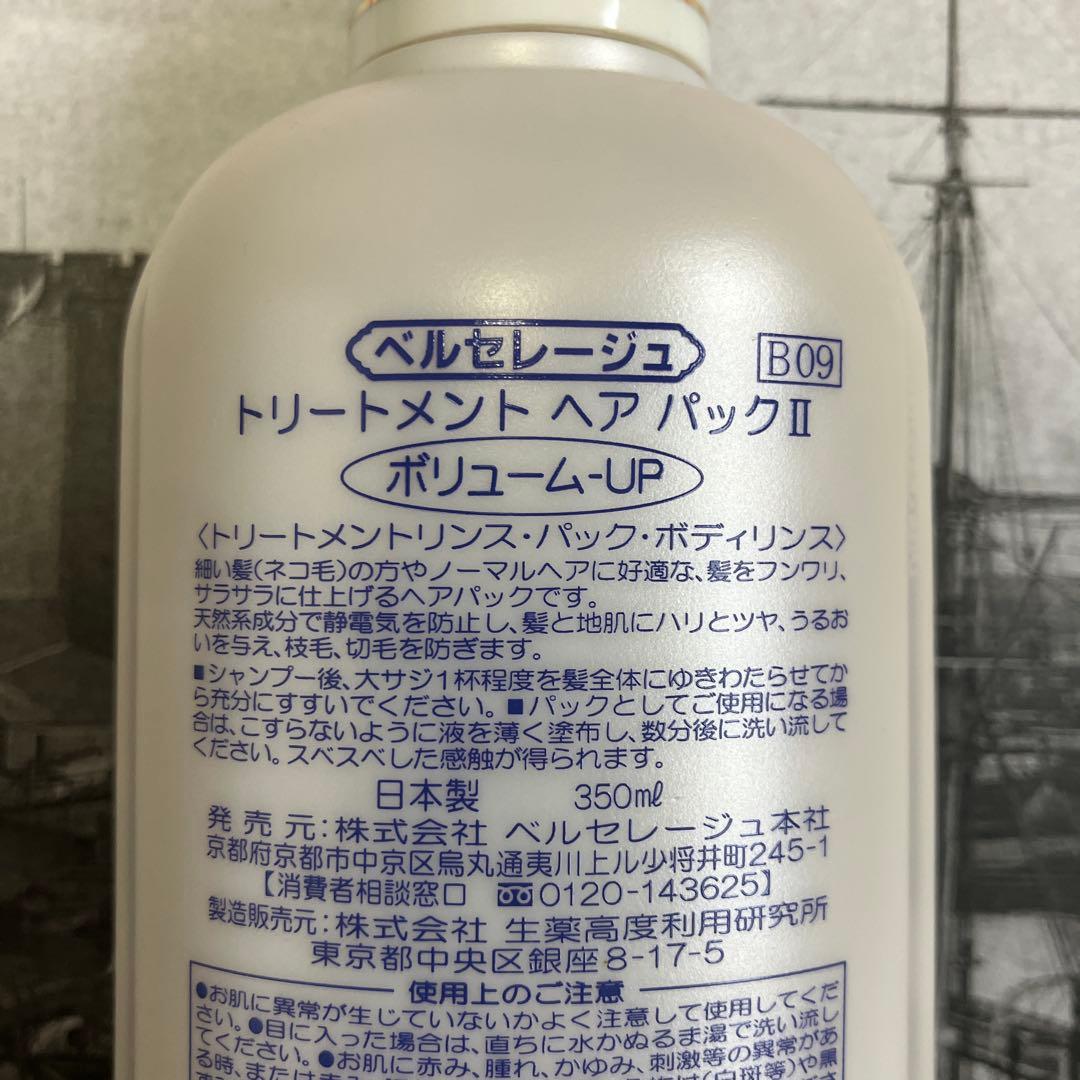 ベルセレージュ
B09
トリートメント ヘア パックⅡ
ボリューム-UP
〈トリートメントリンス・パック・ボディリンス〉
細い髪(ネコ毛)の方やノーマルヘアに好適な、髪をフンワリ、
サラサラに仕上げるヘアパックです。
天然系成分で静電気を防止し、髪と地肌にハリとツヤ、うるお
いを与え、枝毛、切毛を防ぎます。
■シャンプー後、大サジ1杯程度を髪全体にゆきわたらせてか
ら充分にすすいでください。■パックとしてご使用になる場
合は、こすらないように液を薄く塗布し、数分後に洗い流して
ください。スベスベした感触が得られます。
日本製 350ml
発売元:株式会社 ベルセレージュ本社
京都府京都市中京区烏丸通夷川上ル少将井町245-1
【消費者相談窓口 0120-143625】
製造販売元:株式会社 生薬高度利用研究所
東京都中央区銀座8-17-5
使用上のご注意
●お肌に異常が生じていないかよく注意して使用してくだ
さい。●目に入った場合は、直ちに水かぬるま湯で洗い流し
てください。●お肌に赤み、腫れ、かゆみ、刺激等の異常があ
る時、または
(白斑等)や黒